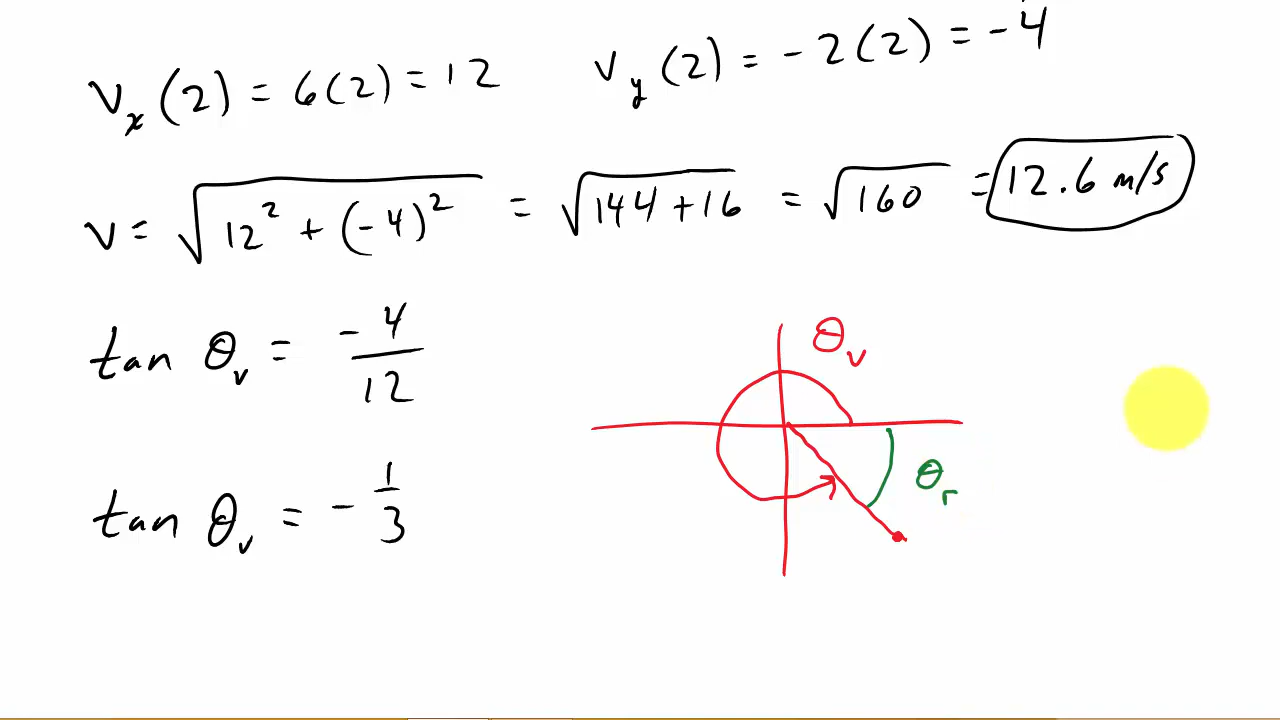 v_x (2) = 6(2) = 12    v_y (2) = -2(2) = -4
v = √(12² + (-4)²) = √(144 + 16) = √160 = 12.6 m/s
tan θ_v = -4/12
θ_v
θ_r
tan θ_v = -1/3